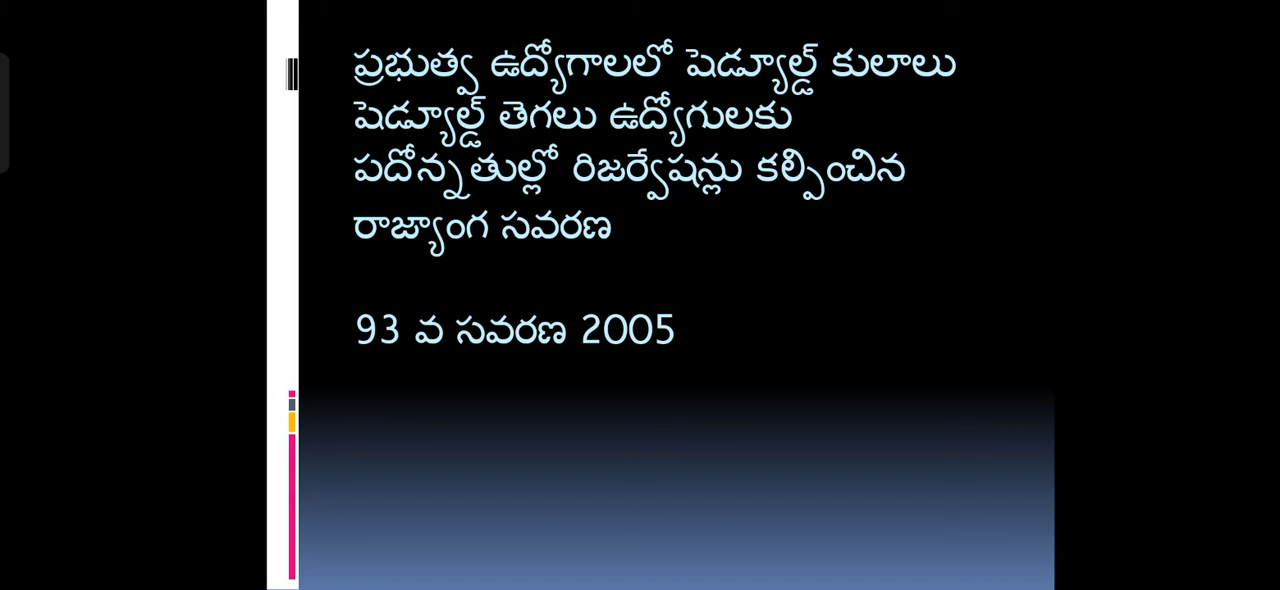 ప్రభుత్వ ఉద్యోగాలలో షెడ్యూల్డ్ కులాలు
షెడ్యూల్డ్ తెగలు ఉద్యోగులకు
పదోన్నతుల్లో రిజర్వేషన్లు కల్పించిన
రాజ్యాంగ సవరణ
93 వ సవరణ 2005